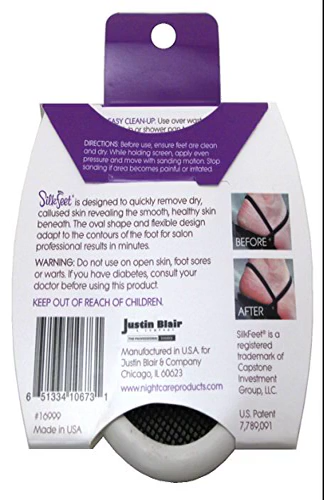 EASY CLEAN-UP: Use over wast
or shower pan
DIRECTIONS: Before use, ensure feet are clean
and dry. While holding screen, apply even
pressure and move with sanding motion. Stop
sanding if area becomes painful or irritated.
Silkfeet® is designed to quickly remove dry,
callused skin revealing the smooth, healthy skin
beneath. The oval shape and flexible design
adapt to the contours of the foot for salon
professional results in minutes.
WARNING: Do not use on open skin, foot sores
or warts. If you have diabetes, consult your
doctor before using this product.
KEEP OUT OF REACH OF CHILDREN.
BEFORE
AFTER
Justin Blair
& COMPANY
Manufactured in U.S.A. for
Justin Blair & Company
Chicago, IL 60623
www.nightcareproducts.com
SilkFeet® is a
registered
trademark of
Capstone
Investment
Group, LLC.
U.S. Patent
7,789,091
6 51334 10673 1
#16999
Made in USA